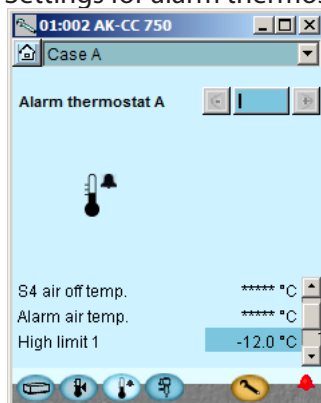 Settings for alarm thermos
01:002 AK-CC 750
Case A
Alarm thermostat A
S4 air off temp. ***** °C
Alarm air temp. ***** °C
High limit 1 -12.0 °C